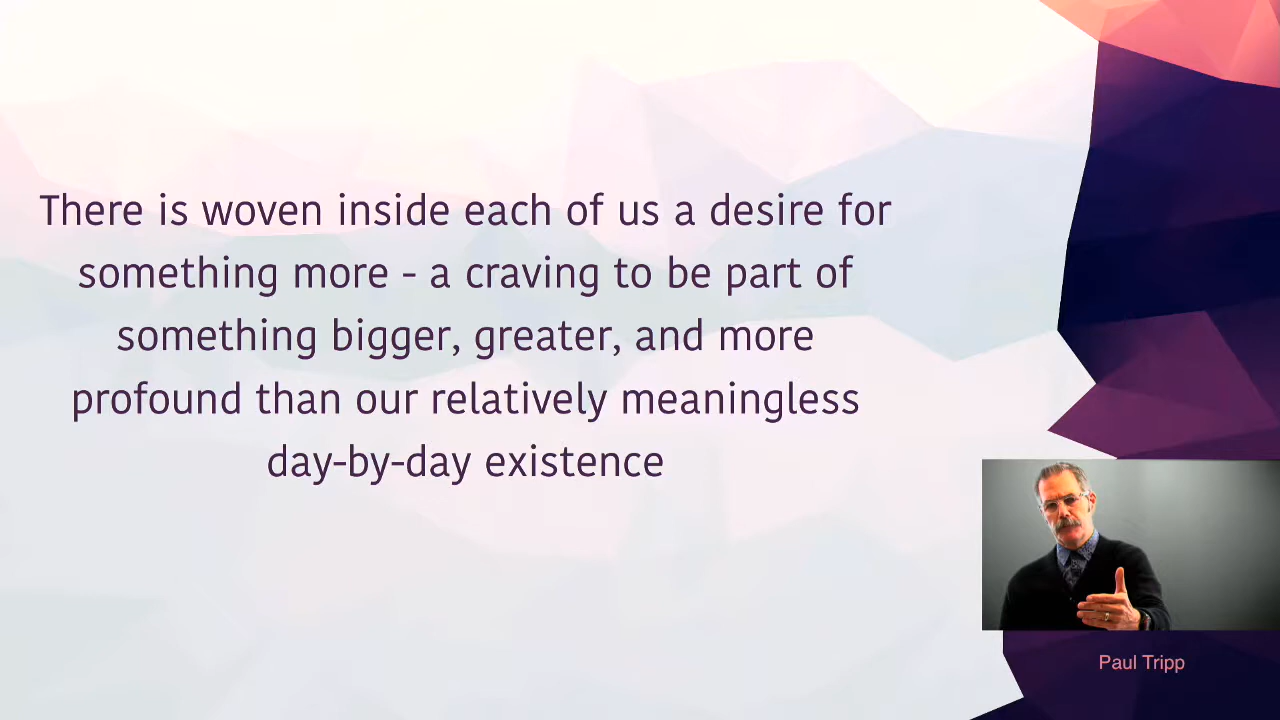 There is woven inside each of us a desire for
something more - a craving to be part of
something bigger, greater, and more
profound than our relatively meaningless
day-by-day existence
Paul Tripp